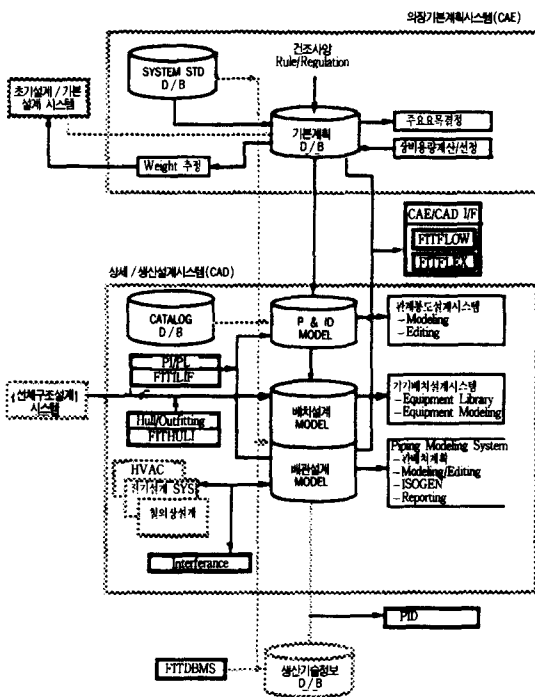 의장기본계획시스템(CAE)
건조사양
Rule/Regulation
SYSTEM STD
D / B
초기설계 / 기본
설계 시스템
기본계획
D / B
주요요목결정
장비용량계산/선정
Weight 추정
CAE/CAD I/F
FITFLOW
FITFLEX
상세 / 생산설계시스템(CAD)
CATALOG
D / B
P & ID
MODEL
관계통도설계시스템
- Modeling
- Editing
PI/PL
FITILIF
선체구조설계
시스템
Hull/Outfitting
FITHULI
배치설계
MODEL
기기배치설계시스템
- Equipment Library
- Equipment Modeling
배관설계
MODEL
Piping Modeling System
- 관배치계획
- Modeling/Editing
- ISOGEN
- Reporting
HVAC
전기설계 SYS
철의장설계
Interferance
PID
FITDBMS
생산기술정보
D / B